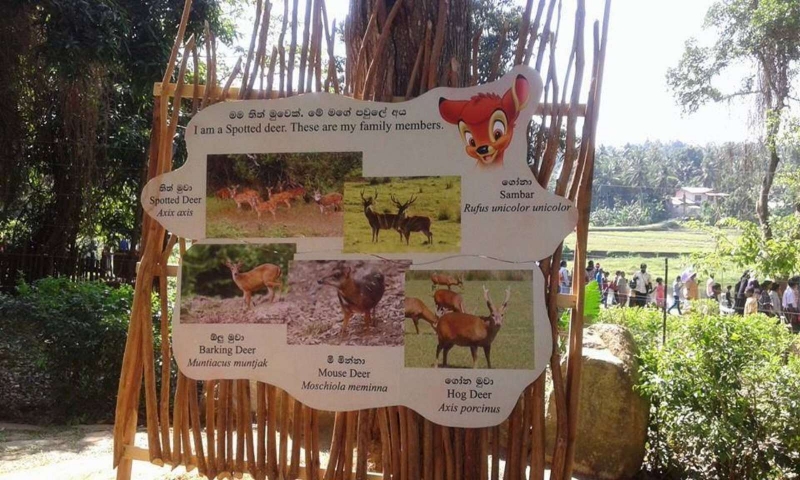 මම තිත් මුවෙක්. මේ මගේ පවුලේ අය
I am a Spotted deer. These are my family members.
තිත් මුවා
Spotted Deer
Axix axis
ගෝනා
Sambar
Rufus unicolor unicolor
ඕලු මුවා
Barking Deer
Muntiacus muntjak
මී මින්නා
Mouse Deer
Moschiola meminna
ගෝන මුවා
Hog Deer
Axis porcinus